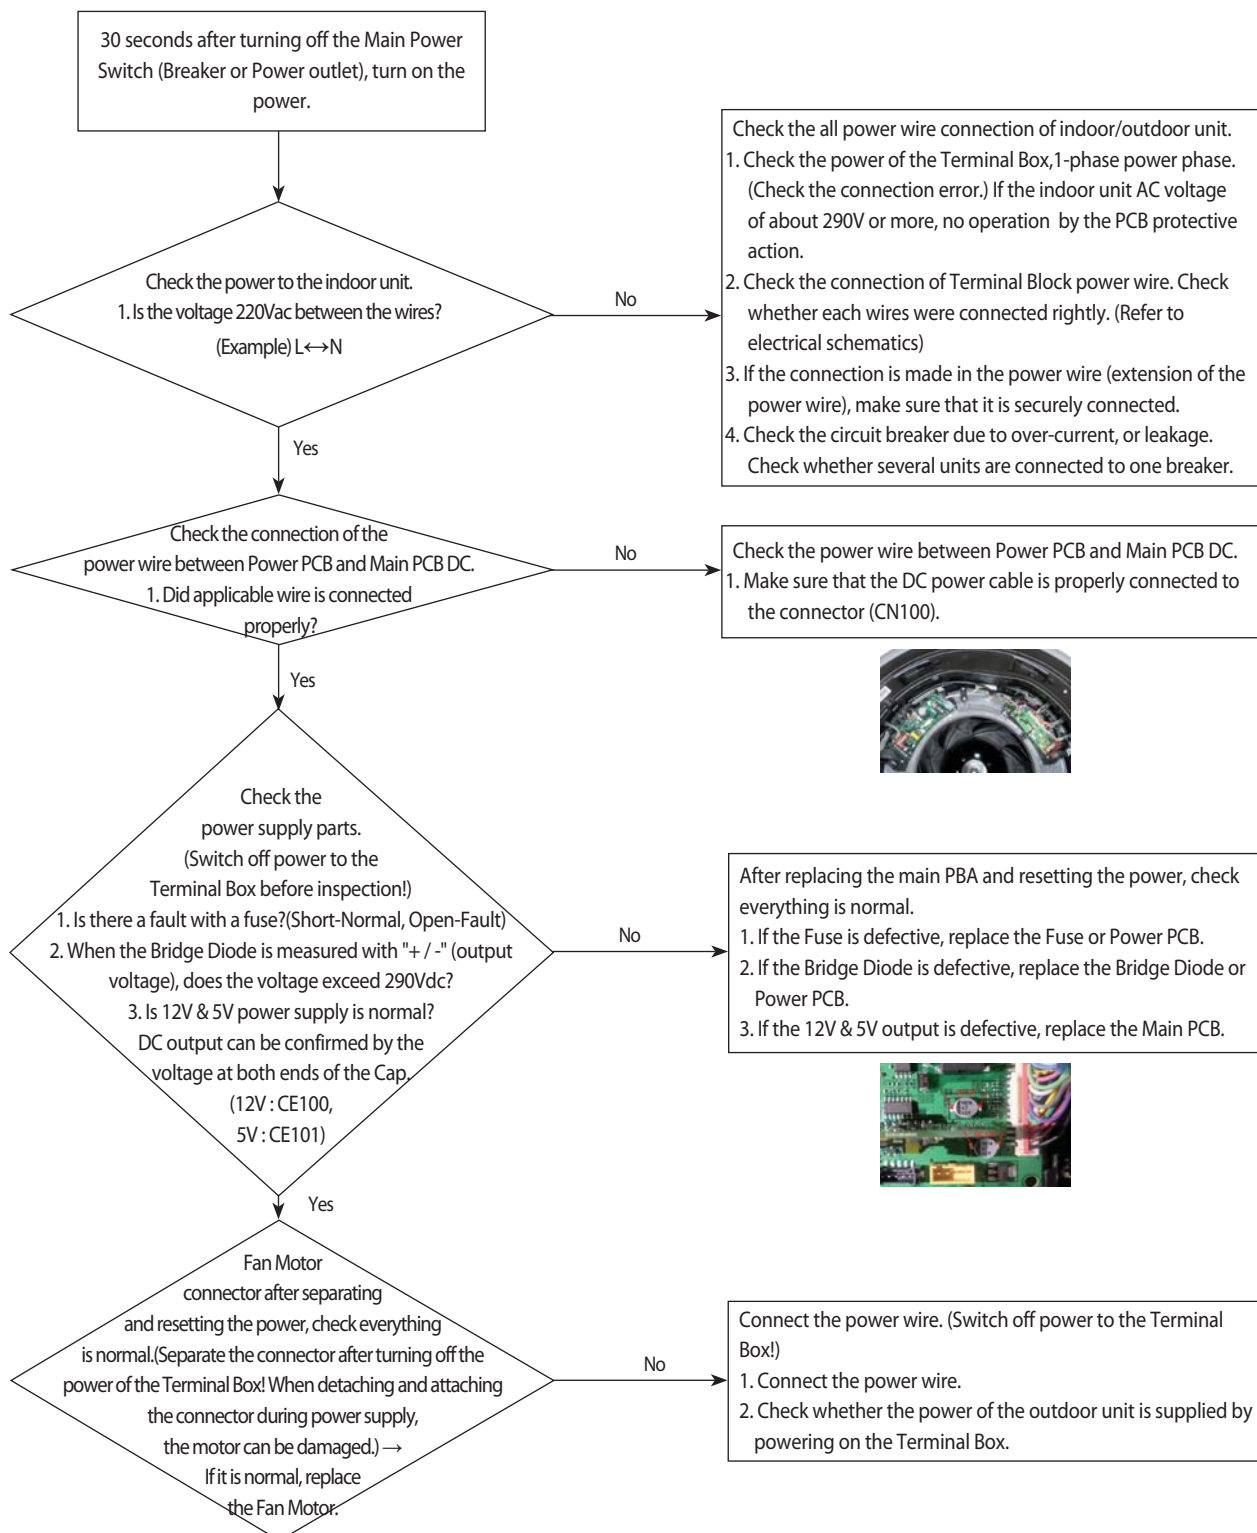 30 seconds after turning off the Main Power
Switch (Breaker or Power outlet), turn on the
power.
Check the power to the indoor unit.
1. Is the voltage 220Vac between the wires?
(Example) L↔N
No
Check the all power wire connection of indoor/outdoor unit.
1. Check the power of the Terminal Box,1-phase power phase.
(Check the connection error.) If the indoor unit AC voltage
of about 290V or more, no operation by the PCB protective
action.
2. Check the connection of Terminal Block power wire. Check
whether each wires were connected rightly. (Refer to
electrical schematics)
3. If the connection is made in the power wire (extension of the
power wire), make sure that it is securely connected.
4. Check the circuit breaker due to over-current, or leakage.
Check whether several units are connected to one breaker.
Yes
Check the connection of the
power wire between Power PCB and Main PCB DC.
1. Did applicable wire is connected
properly?
No
Check the power wire between Power PCB and Main PCB DC.
1. Make sure that the DC power cable is properly connected to
the connector (CN100).
Yes
Check the
power supply parts.
(Switch off power to the
Terminal Box before inspection!)
1. Is there a fault with a fuse?(Short-Normal, Open-Fault)
2. When the Bridge Diode is measured with "+ / -" (output
voltage), does the voltage exceed 290Vdc?
3. Is 12V & 5V power supply is normal?
DC output can be confirmed by the
voltage at both ends of the Cap.
(12V : CE100,
5V : CE101)
No
After replacing the main PBA and resetting the power, check
everything is normal.
1. If the Fuse is defective, replace the Fuse or Power PCB.
2. If the Bridge Diode is defective, replace the Bridge Diode or
Power PCB.
3. If the 12V & 5V output is defective, replace the Main PCB.
Yes
Fan Motor
connector after separating
and resetting the power, check everything
is normal.(Separate the connector after turning off the
power of the Terminal Box! When detaching and attaching
the connector during power supply,
the motor can be damaged.) →
If it is normal, replace
the Fan Motor.
No
Connect the power wire. (Switch off power to the Terminal
Box!)
1. Connect the power wire.
2. Check whether the power of the outdoor unit is supplied by
powering on the Terminal Box.